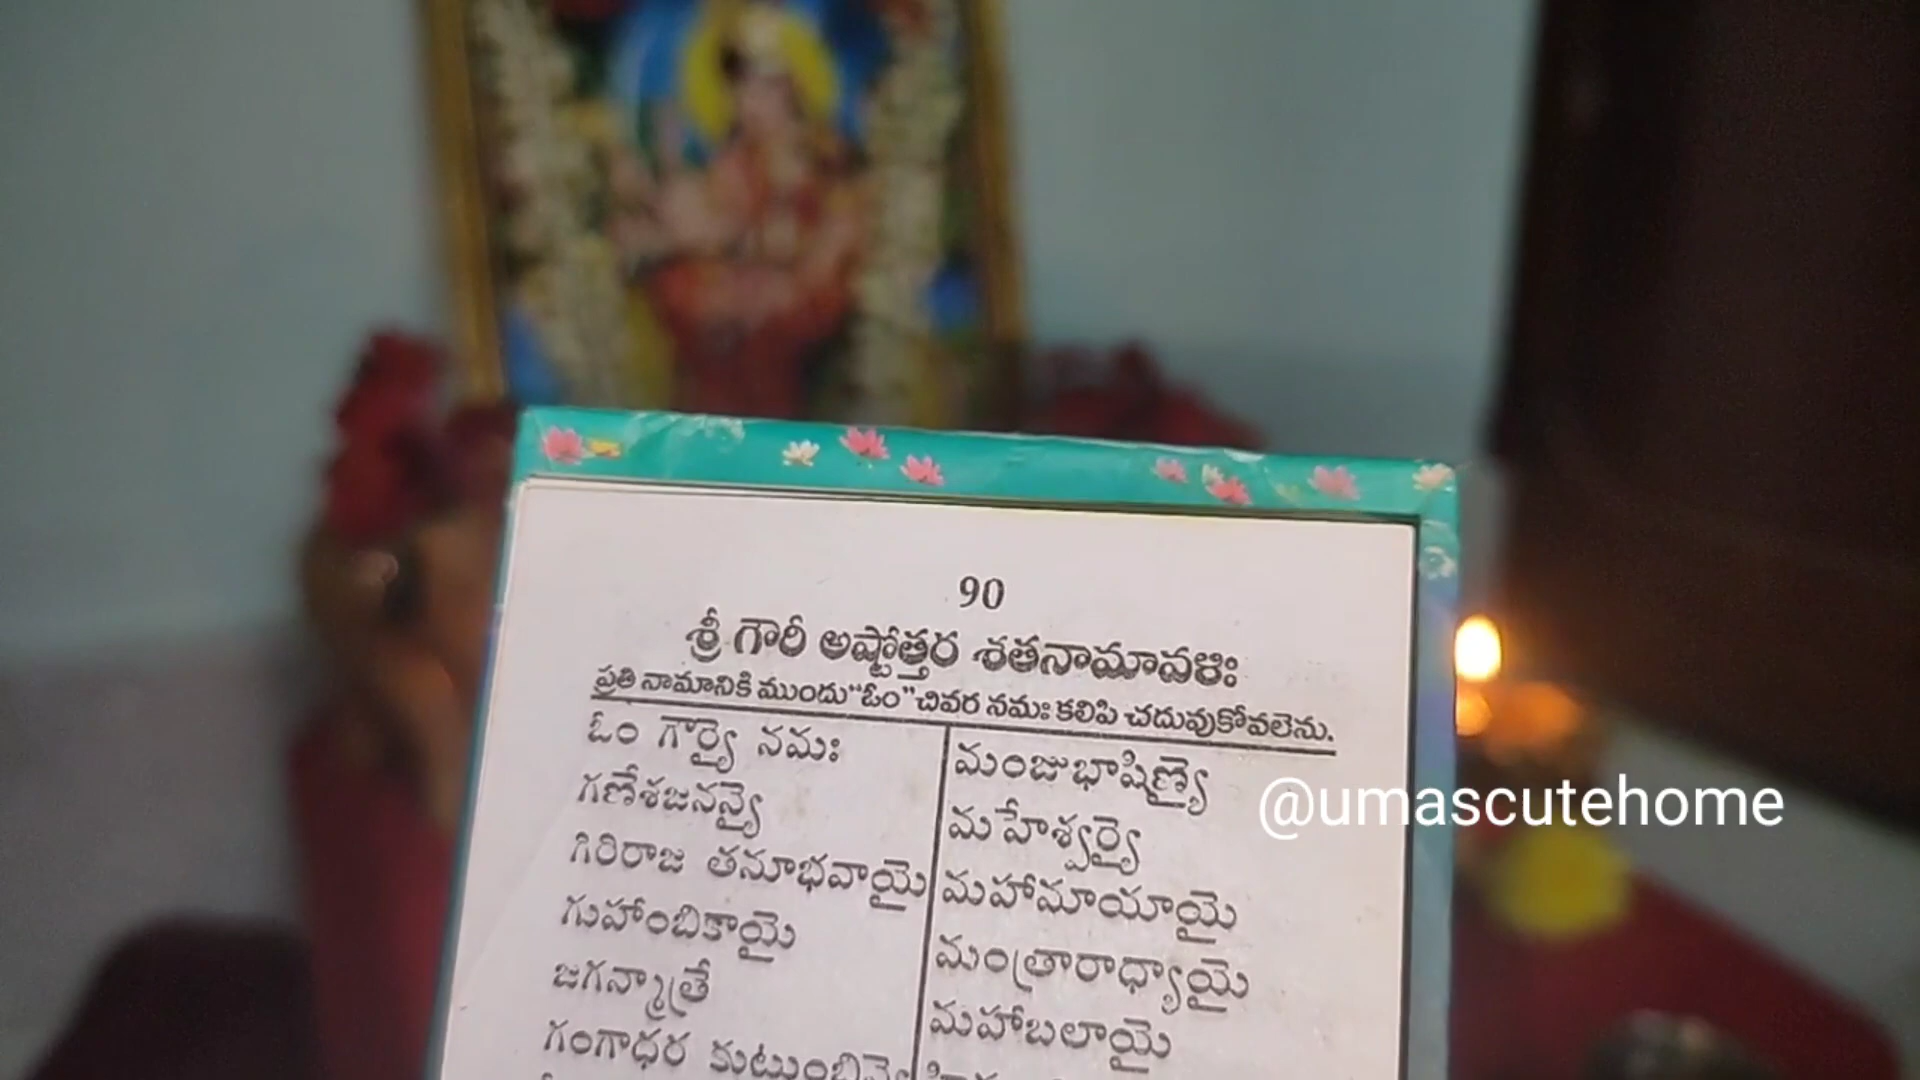 90
శ్రీ గౌరీ అష్టోత్తర శతనామావళిః
ప్రతి నామానికి ముందు "ఓం" చివర నమః కలిపి చదువుకోవలెను.
ఓం గౌర్యై నమః
గణేశజనన్యై
గిరిరాజ తనూభవాయై
గుహాంబికాయై
జగన్మాత్రే
గంగాధర
మంజుభాషిణ్యై
మహేశ్వర్యై
మహామాయాయై
మంత్రారాధ్యాయై
మహాబలాయై
@umascutehome